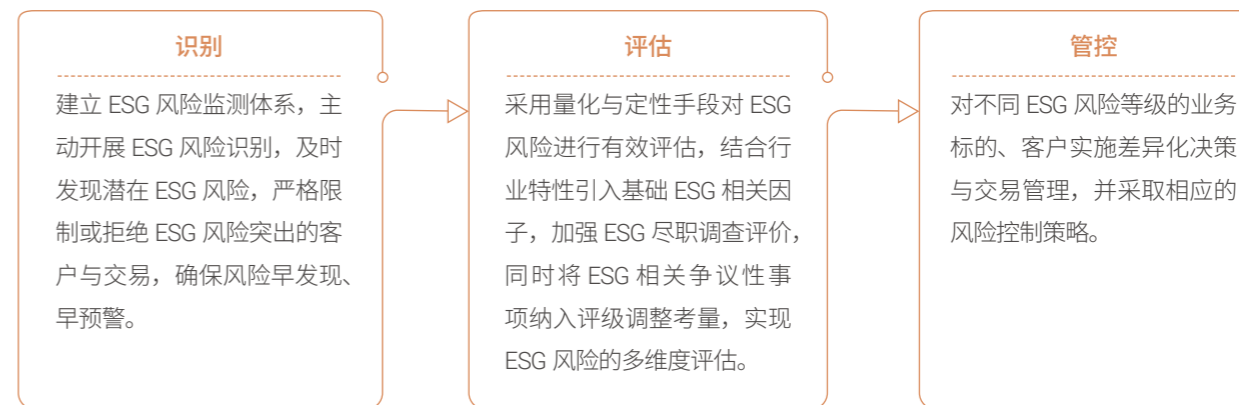 识别
建立 ESG 风险监测体系，主
动开展 ESG 风险识别，及时
发现潜在 ESG 风险，严格限
制或拒绝 ESG 风险突出的客
户与交易，确保风险早发现、
早预警。
评估
采用量化与定性手段对 ESG
风险进行有效评估，结合行
业特性引入基础 ESG 相关因
子，加强 ESG 尽职调查评价，
同时将 ESG 相关争议性事
项纳入评级调整考量，实现
ESG 风险的多维度评估。
管控
对不同 ESG 风险等级的业务
标的、客户实施差异化决策
与交易管理，并采取相应的
风险控制策略。